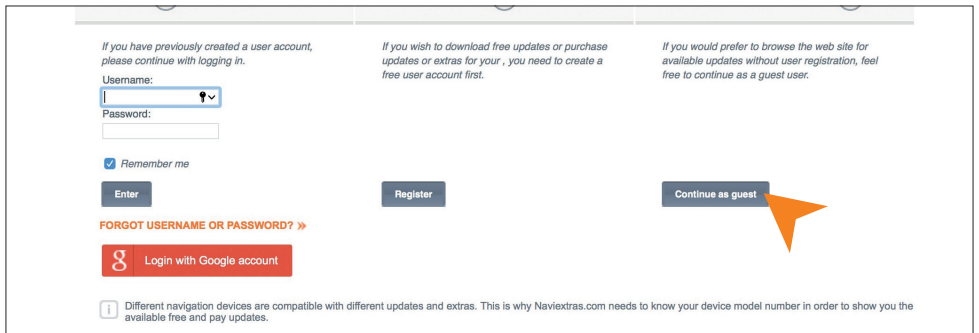 If you have previously created a user account,
please continue with logging in.
Username:
Password:
Remember me
Enter
FORGOT USERNAME OR PASSWORD? »
8 Login with Google account
If you wish to download free updates or purchase
updates or extras for your , you need to create a
free user account first.
Register
If you would prefer to browse the web site for
available updates without user registration, feel
free to continue as a guest user.
Continue as guest
i Different navigation devices are compatible with different updates and extras. This is why Naviextras.com needs to know your device model number in order to show you the
available free and pay updates.